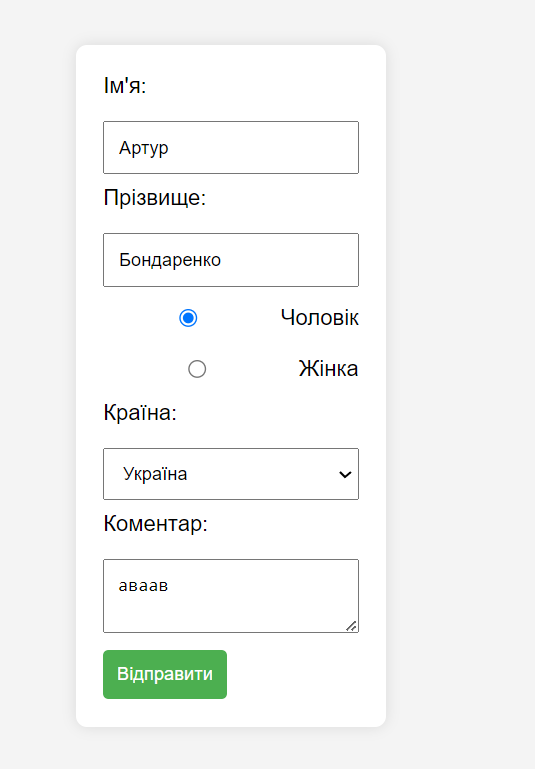 Ім'я:
Артур
Прізвище:
Бондаренко
Чоловік
Жінка
Країна:
Україна
Коментар:
аваав
Відправити